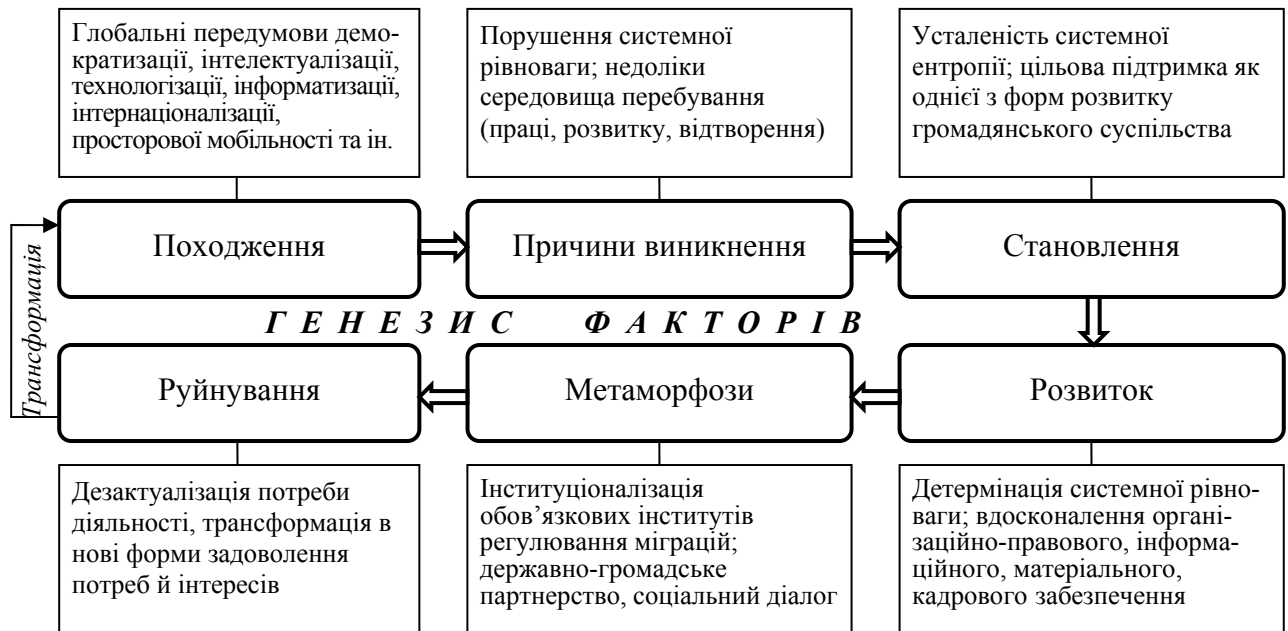 Глобальні передумови демо-
кратизації, інтелектуалізації,
технологізації, інформатизації,
інтернаціоналізації,
просторової мобільності та ін.
Порушення системної
рівноваги; недоліки
середовища перебування
(праці, розвитку, відтворення)
Усталеність системної
ентропії; цільова підтримка як
однієї з форм розвитку
громадянського суспільства
Походження
Причини виникнення
Становлення
Трансформація
ГЕНЕЗИС ФАКТОРІВ
Руйнування
Метаморфози
Розвиток
Дезактуалізація потреби
діяльності, трансформація в
нові форми задоволення
потреб й інтересів
Інституціоналізація
обов’язкових інститутів
регулювання міграцій;
державно-громадське
партнерство, соціальний діалог
Детермінація системної рівно-
ваги; вдосконалення органі-
заційно-правового, інформа-
ційного, матеріального,
кадрового забезпечення